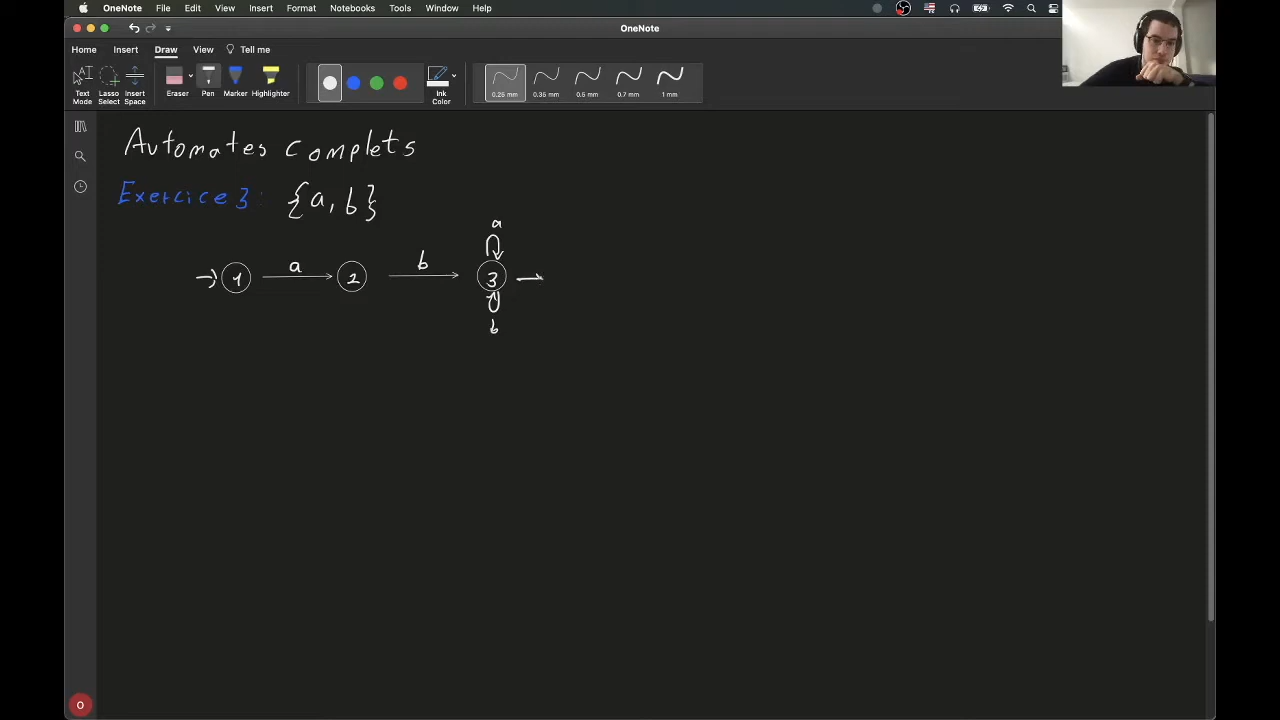 OneNote File Edit View Insert Format Notebooks Tools Window Help
OneNote
Home Insert Draw View Tell me
Text Mode Lasso Select Insert Space Eraser Pen Marker Highlighter Ink Color 0.25 mm 0.35 mm 0.5 mm 0.7 mm 1 mm
Automates complets
Exercice 3: {a, b}
a
1 a 2 b 3
b
O